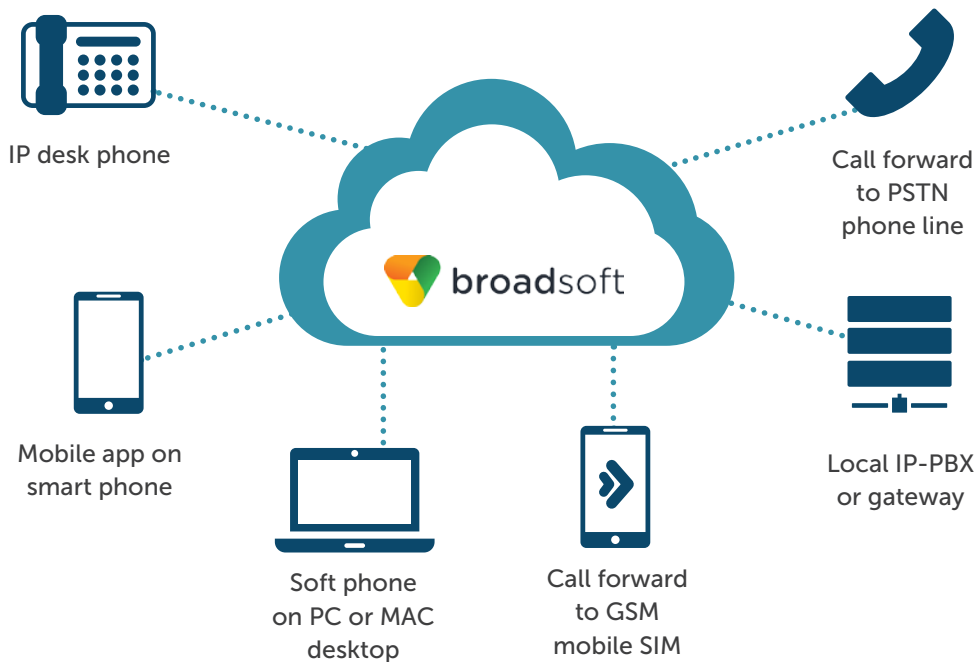 IP desk phone
Call forward
to PSTN
phone line
broadsoft
Mobile app on
smart phone
Local IP-PBX
or gateway
Soft phone
on PC or MAC
desktop
Call forward
to GSM
mobile SIM